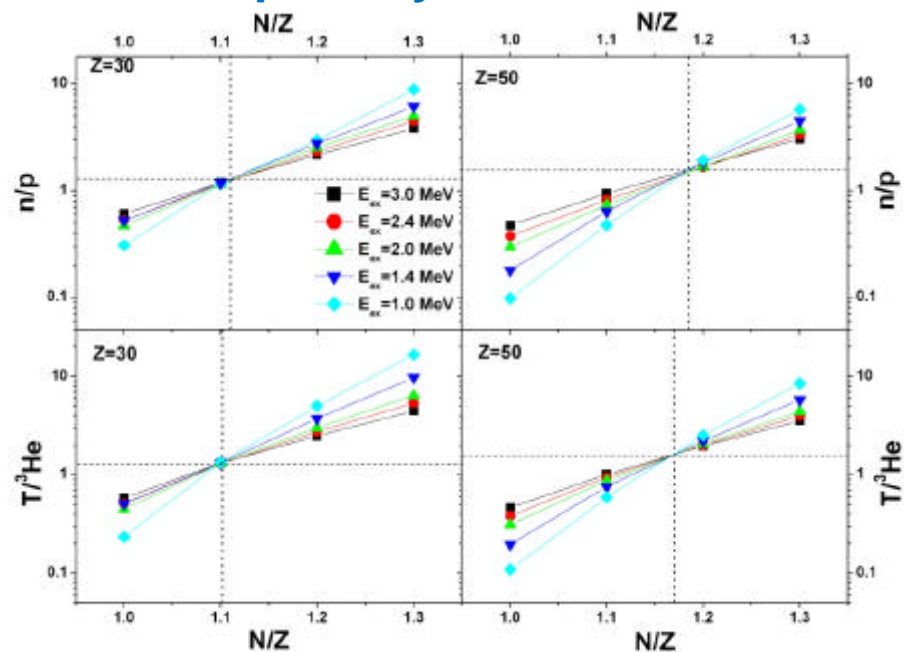 N/Z N/Z
1.0 1.1 1.2 1.3 1.0 1.1 1.2 1.3
Z=30 Z=50
10 10
n/p 1 1 n/p
0.1 0.1
E_ex=3.0 MeV
E_ex=2.4 MeV
E_ex=2.0 MeV
E_ex=1.4 MeV
E_ex=1.0 MeV
Z=30 Z=50
10 10
T/³He 1 1 T/³He
0.1 0.1
1.0 1.1 1.2 1.3 1.0 1.1 1.2 1.3
N/Z N/Z